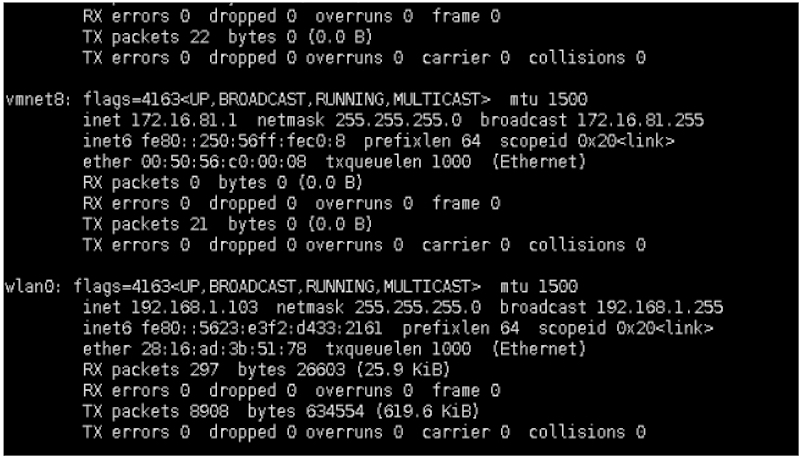 RX errors 0  dropped 0  overruns 0  frame 0
TX packets 22  bytes 0 (0.0 B)
TX errors 0  dropped 0 overruns 0  carrier 0  collisions 0
vmnet8: flags=4163<UP,BROADCAST,RUNNING,MULTICAST>  mtu 1500
inet 172.16.81.1  netmask 255.255.255.0  broadcast 172.16.81.255
inet6 fe80::250:56ff:fec0:8  prefixlen 64  scopeid 0x20<link>
ether 00:50:56:c0:00:08  txqueuelen 1000  (Ethernet)
RX packets 0  bytes 0 (0.0 B)
RX errors 0  dropped 0  overruns 0  frame 0
TX packets 21  bytes 0 (0.0 B)
TX errors 0  dropped 0 overruns 0  carrier 0  collisions 0
wlan0: flags=4163<UP,BROADCAST,RUNNING,MULTICAST>  mtu 1500
inet 192.168.1.103  netmask 255.255.255.0  broadcast 192.168.1.255
inet6 fe80::5623:e3f2:d433:2161  prefixlen 64  scopeid 0x20<link>
ether 28:16:ad:3b:51:78  txqueuelen 1000  (Ethernet)
RX packets 297  bytes 26603 (25.9 KiB)
RX errors 0  dropped 0  overruns 0  frame 0
TX packets 8908  bytes 634554 (619.6 KiB)
TX errors 0  dropped 0 overruns 0  carrier 0  collisions 0